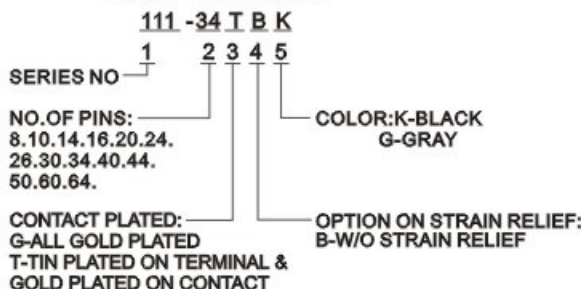 111 -34 T B K
1 2 3 4 5
SERIES NO
NO.OF PINS:
8.10.14.16.20.24.
26.30.34.40.44.
50.60.64.
COLOR:K-BLACK
G-GRAY
CONTACT PLATED:
G-ALL GOLD PLATED
T-TIN PLATED ON TERMINAL &
GOLD PLATED ON CONTACT
OPTION ON STRAIN RELIEF:
B-W/O STRAIN RELIEF